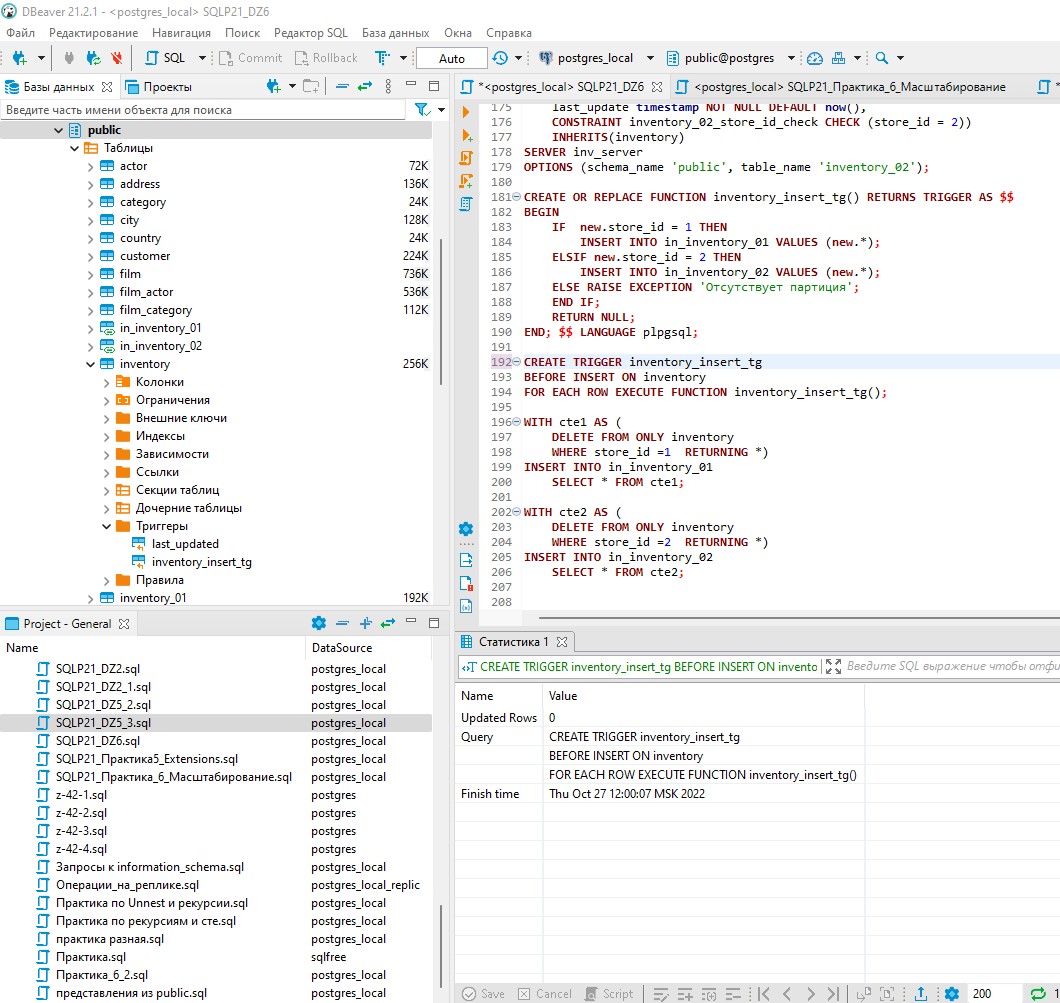 DBeaver 21.2.1 - <postgres_local> SQLP21_DZ6
Файл Редактирование Навигация Поиск Редактор SQL База данных Окна Справка
SQL Commit Rollback Auto postgres_local public@postgres
Базы данных Проекты
Введите часть имени объекта для поиска
public
Таблицы
actor 72K
address 136K
category 24K
city 128K
country 24K
customer 224K
film 736K
film_actor 536K
film_category 112K
in_inventory_01
in_inventory_02
inventory 256K
Колонки
Ограничения
Внешние ключи
Индексы
Зависимости
Ссылки
Секции таблиц
Дочерние таблицы
Триггеры
last_updated
inventory_insert_tg
Правила
inventory_01 192K
*<postgres_local> SQLP21_DZ6 <postgres_local> SQLP21_Практика_6_Масштабирование
175 last_update timestamp NOT NULL DEFAULT now(),
176 CONSTRAINT inventory_02_store_id_check CHECK (store_id = 2))
177 INHERITS(inventory)
178 SERVER inv_server
179 OPTIONS (schema_name 'public', table_name 'inventory_02');
180
181 CREATE OR REPLACE FUNCTION inventory_insert_tg() RETURNS TRIGGER AS $$
182 BEGIN
183 IF new.store_id = 1 THEN
184 INSERT INTO in_inventory_01 VALUES (new.*);
185 ELSIF new.store_id = 2 THEN
186 INSERT INTO in_inventory_02 VALUES (new.*);
187 ELSE RAISE EXCEPTION 'Отсутствует партиция';
188 END IF;
189 RETURN NULL;
190 END; $$ LANGUAGE plpgsql;
191
192 CREATE TRIGGER inventory_insert_tg
193 BEFORE INSERT ON inventory
194 FOR EACH ROW EXECUTE FUNCTION inventory_insert_tg();
195
196 WITH cte1 AS (
197 DELETE FROM ONLY inventory
198 WHERE store_id =1 RETURNING *)
199 INSERT INTO in_inventory_01
200 SELECT * FROM cte1;
201
202 WITH cte2 AS (
203 DELETE FROM ONLY inventory
204 WHERE store_id =2 RETURNING *)
205 INSERT INTO in_inventory_02
206 SELECT * FROM cte2;
207
208
Project - General
Name DataSource
SQLP21_DZ2.sql postgres_local
SQLP21_DZ2_1.sql postgres_local
SQLP21_DZ5_2.sql postgres_local
SQLP21_DZ5_3.sql postgres_local
SQLP21_DZ6.sql postgres_local
SQLP21_Практика5_Extensions.sql postgres_local
SQLP21_Практика_6_Масштабирование.sql postgres_local
z-42-1.sql postgres
z-42-2.sql postgres
z-42-3.sql postgres
z-42-4.sql postgres
Запросы к information_schema.sql postgres_local
Операции_на_реплике.sql postgres_local_replic
Практика по Unnest и рекурсии.sql postgres_local
Практика по рекурсиям и сте.sql postgres_local
практика разная.sql postgres_local
Практика.sql sqlfree
Практика_6_2.sql postgres_local
представления из public.sql postgres_local
Статистика 1
CREATE TRIGGER inventory_insert_tg BEFORE INSERT ON invento Введите SQL выражение чтобы отфи
Name Value
Updated Rows 0
Query CREATE TRIGGER inventory_insert_tg
BEFORE INSERT ON inventory
FOR EACH ROW EXECUTE FUNCTION inventory_insert_tg()
Finish time Thu Oct 27 12:00:07 MSK 2022
Save Cancel Script 200